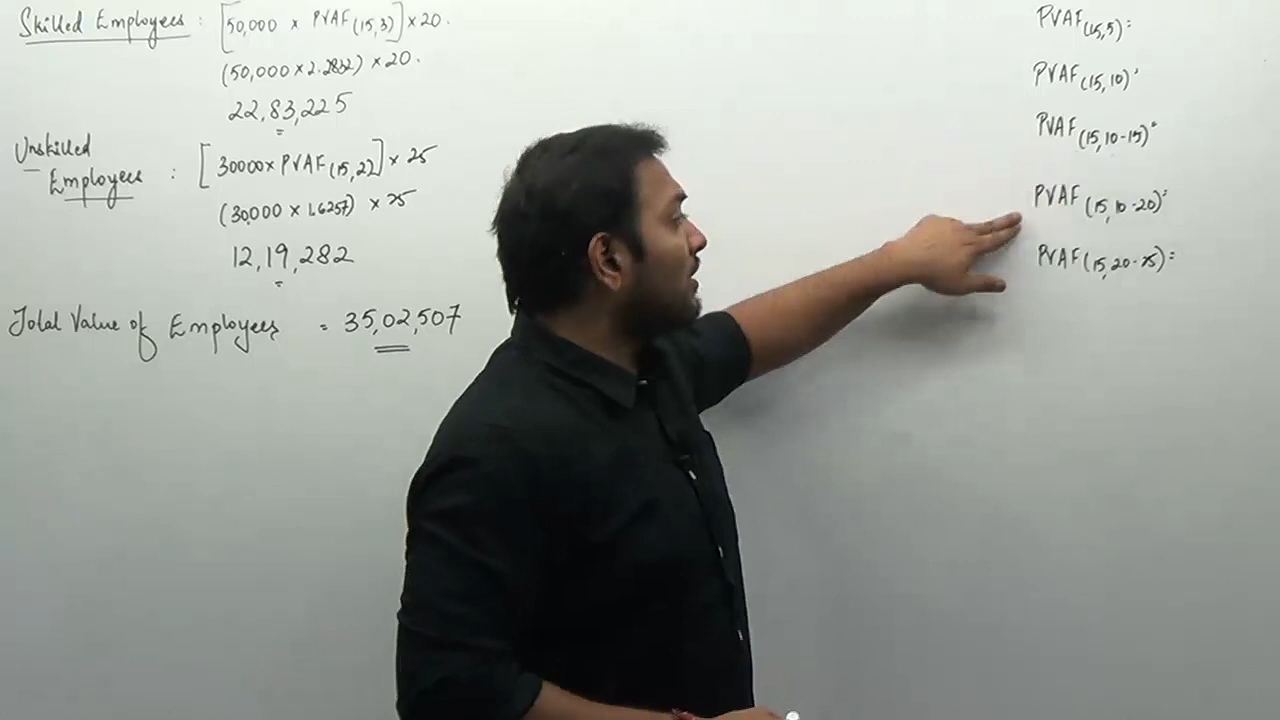 Skilled Employees : [50,000 x PVAF(15,3)] x 20.
(50,000 x 2.2832) x 20.
22,83,225
=
Unskilled
Employees : [30000x PVAF(15,22] x 25
(30,000 x 1.6257) x 25
12,19,282
=
Total Value of Employees = 35,02,507
PVAF(15,5) =
PVAF(15,10) =
PVAF(15,10-15) =
PVAF(15,10-20) =
PVAF(15,20-25) =